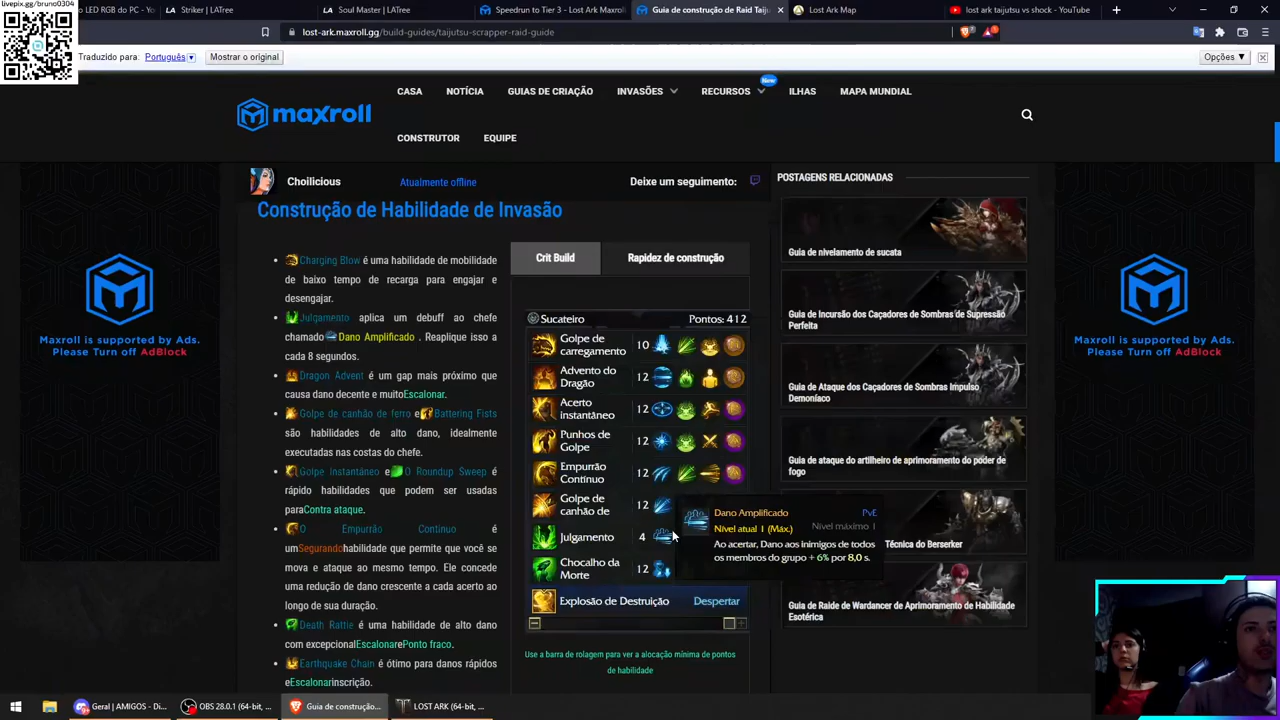 livepix.gg/bruno0304
LED RGB do PC - Yo
Striker | LATree
Soul Master | LATree
Speedrun to Tier 3 - Lost Ark Maxroll
Guia de construção de Raid Taiju
Lost Ark Map
lost ark taijutsu vs shock - YouTube
lost-ark.maxroll.gg/build-guides/taijutsu-scrapper-raid-guide
Traduzido para: Português Mostrar o original Opções ▼
CASA NOTÍCIA GUIAS DE CRIAÇÃO INVASÕES RECURSOS New ILHAS MAPA MUNDIAL
maxroll
CONSTRUTOR EQUIPE
Choilicious Atualmente offline Deixe um seguimento:
Construção de Habilidade de Invasão
Charging Blow é uma habilidade de mobilidade
de baixo tempo de recarga para engajar e
desengajar.
Julgamento aplica um debuff ao chefe
chamado Dano Amplificado . Reaplique isso a
cada 8 segundos.
Dragon Advent é um gap mais próximo que
causa dano decente e muitoEscalonar.
Golpe de canhão de ferro e Battering Fists
são habilidades de alto dano, idealmente
executadas nas costas do chefe.
Golpe instantâneo e O Roundup Sweep é
rápido habilidades que podem ser usadas
paraContra ataque.
O Empurrão Contínuo é
umSegurandohabilidade que permite que você se
mova e ataque ao mesmo tempo. Ele concede
uma redução de dano crescente a cada acerto ao
longo de sua duração.
Death Rattle é uma habilidade de alto dano
com excepcionalEscalonarePonto fraco.
Earthquake Chain é ótimo para danos rápidos
eEscalonarinscrição.
Crit Build Rapidez de construção
Sucateiro Pontos: 412
Golpe de
carregamento 10
Advento do
Dragão 12
Acerto
instantâneo 12
Punhos de
Golpe 12
Empurrão
Contínuo 12
Golpe de
canhão de 12
Julgamento 4
Chocalho da
Morte 12
Explosão de Destruição Despertar
Dano Amplificado PvE
Nível atual 1 (Máx.) Nível máximo 1
Ao acertar, Dano aos inimigos de todos
os membros do grupo + 6% por 8,0 s.
Use a barra de rolagem para ver a alocação mínima de pontos
de habilidade
POSTAGENS RELACIONADAS
Guia de nivelamento de sucata
Guia de Incursão dos Caçadores de Sombras de Supressão
Perfeita
Guia de Ataque dos Caçadores de Sombras Impulso
Demoníaco
Guia de ataque do artilheiro de aprimoramento do poder de
fogo
Técnica do Berserker
Guia de Raide de Wardancer de Aprimoramento de Habilidade
Esotérica
Maxroll is supported by Ads.
Please Turn off AdBlock
Maxroll is supported by Ads.
Please Turn off AdBlock
Geral | AMIGOS - Di...
OBS 28.0.1 (64-bit, ...
Guia de construção...
LOST ARK (64-bit, ...